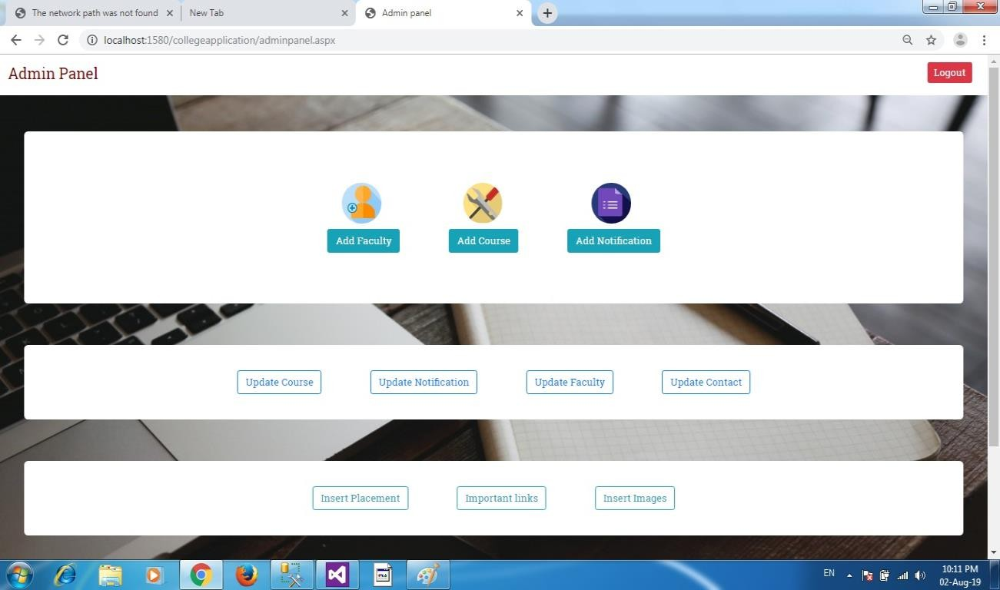 The network path was not found
New Tab
Admin panel
localhost:1580/collegeapplication/adminpanel.aspx
Admin Panel
Logout
Add Faculty
Add Course
Add Notification
Update Course
Update Notification
Update Faculty
Update Contact
Insert Placement
Important links
Insert Images
EN
10:11 PM
02-Aug-19